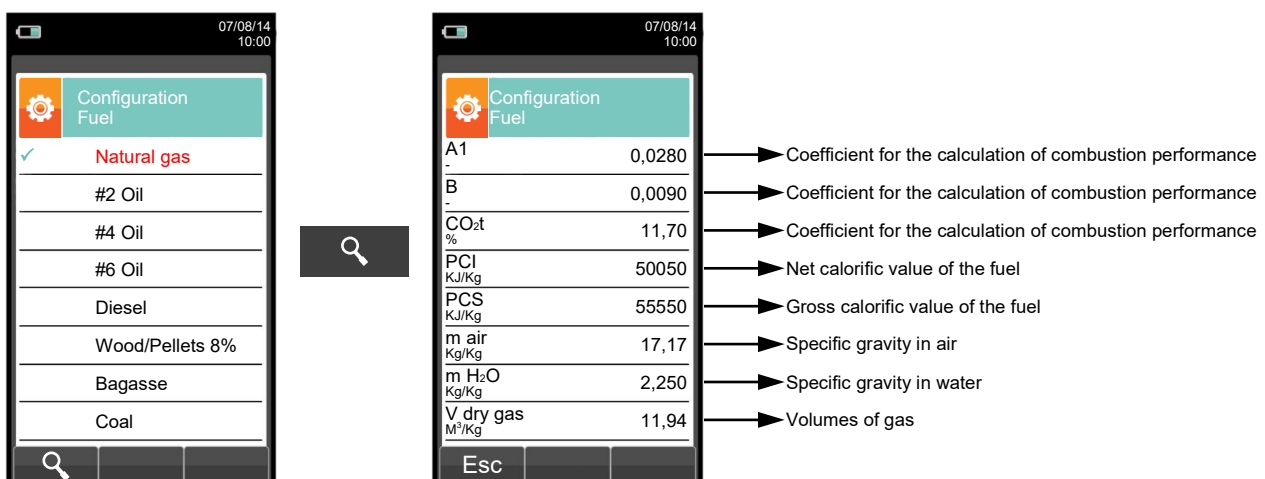 07/08/14
10:00
Configuration
Fuel
✓ Natural gas
#2 Oil
#4 Oil
#6 Oil
Diesel
Wood/Pellets 8%
Bagasse
Coal
07/08/14
10:00
Configuration
Fuel
A1
-
0,0280
Coefficient for the calculation of combustion performance
B
-
0,0090
Coefficient for the calculation of combustion performance
CO₂t
%
11,70
Coefficient for the calculation of combustion performance
PCI
KJ/Kg
50050
Net calorific value of the fuel
PCS
KJ/Kg
55550
Gross calorific value of the fuel
m air
Kg/Kg
17,17
Specific gravity in air
m H₂O
Kg/Kg
2,250
Specific gravity in water
V dry gas
M³/Kg
11,94
Volumes of gas
Esc